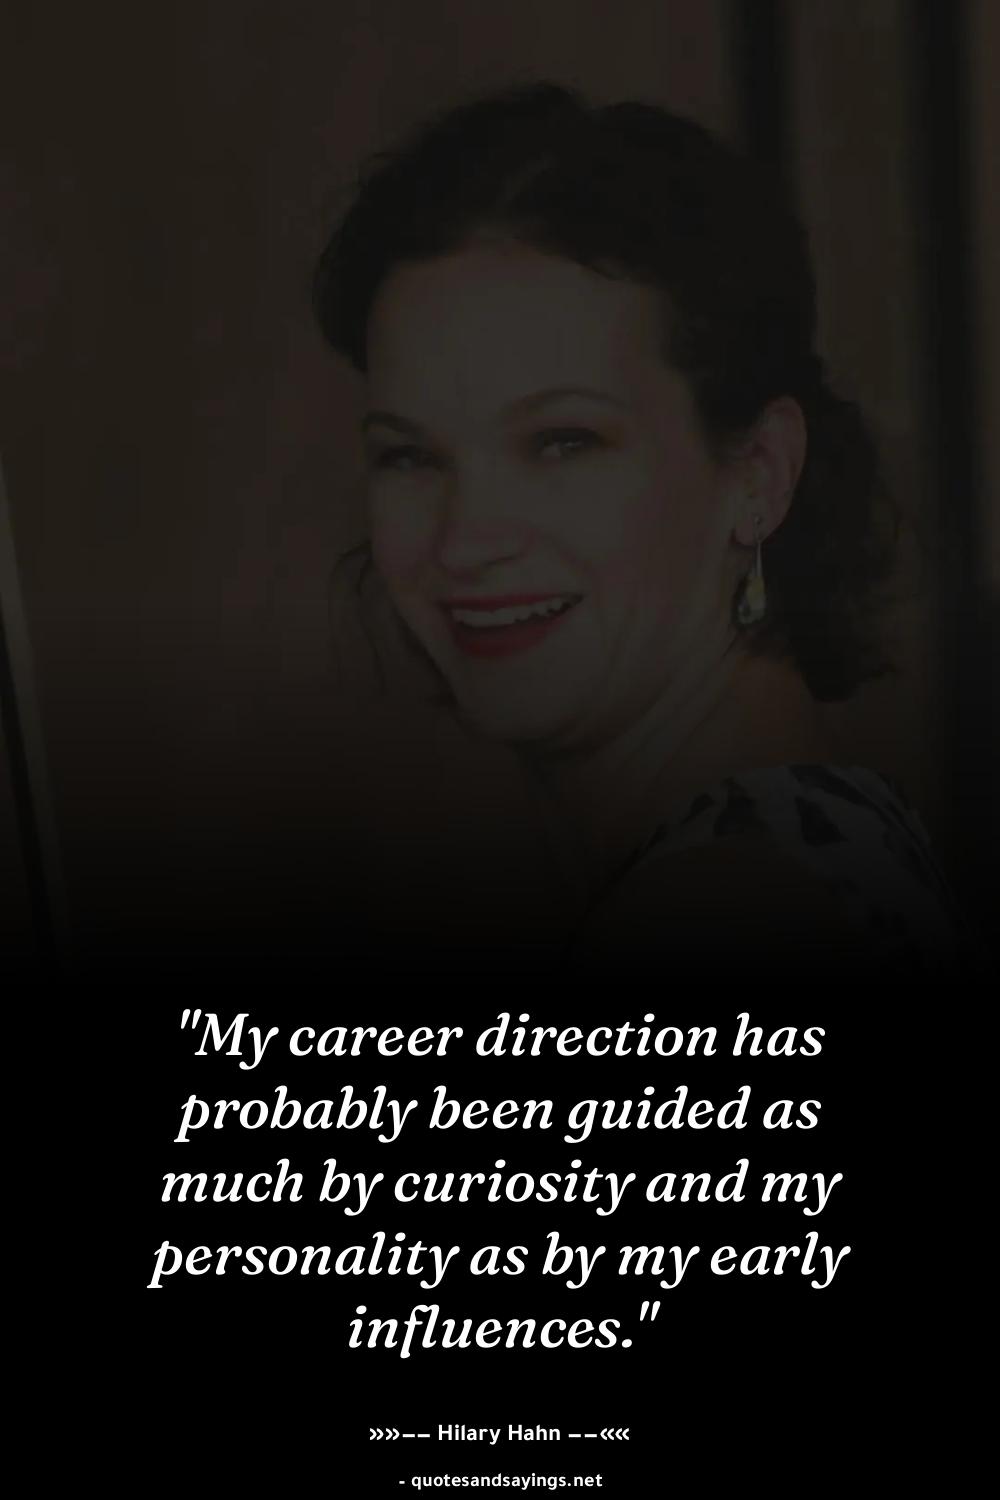 "My career direction has
probably been guided as
much by curiosity and my
personality as by my early
influences."
»»–– Hilary Hahn ––««
- quotesandsayings.net